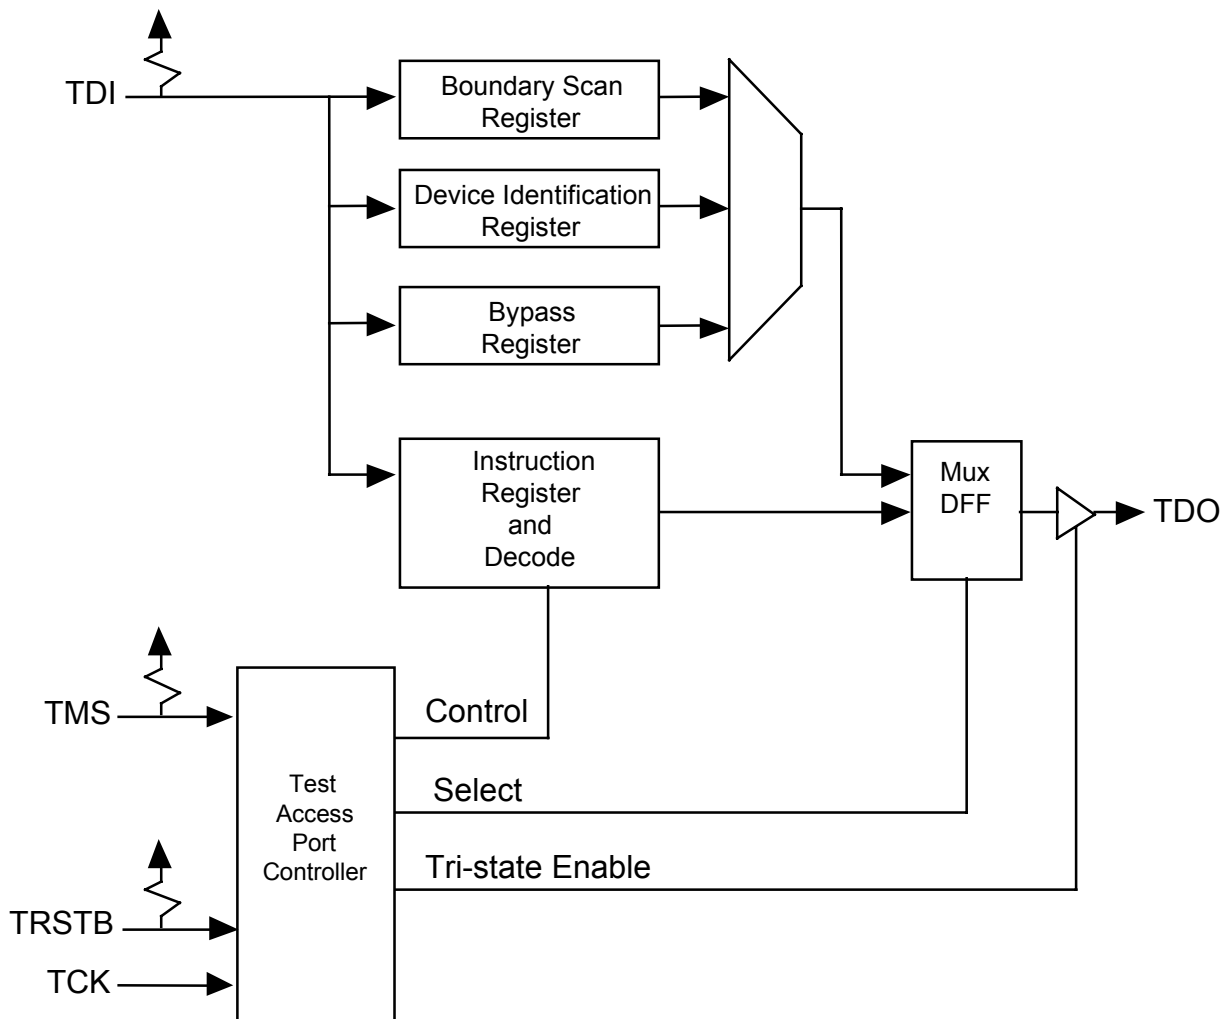 TDI
Boundary Scan
Register
Device Identification
Register
Bypass
Register
Instruction
Register
and
Decode
Mux
DFF
TDO
TMS
Control
Test
Access
Port
Controller
Select
Tri-state Enable
TRSTB
TCK